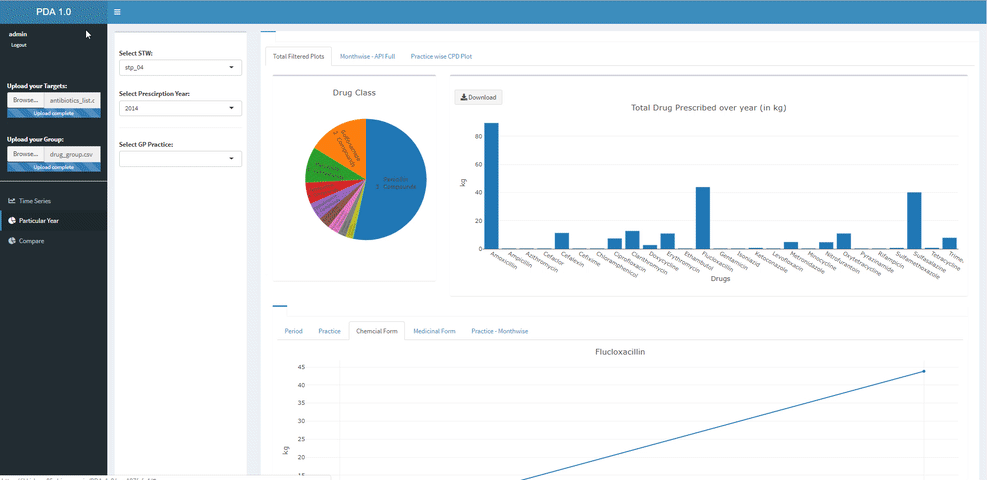 PDA 1.0
admin
Logout
Upload your Targets:
Browse... antibiotics_list.c
Upload complete
Upload your Group:
Browse... drug_group.csv
Upload complete
Time Series
Particular Year
Compare
Select STW:
stp_04
Select Prescirption Year:
2014
Select GP Practice:
Total Filtered Plots
Monthwise - API Full
Practice wise CPD Plot
Drug Class
Sulfonamide
Compounds
Penicillin
Compounds
Download
Total Drug Prescribed over year (in kg)
80
60
40
20
0
kg
Amoxicillin
Ampicillin
Azithromycin
Cefaclor
Cefalexin
Cefixime
Chloramphenicol
Ciprofloxacin
Clarithromycin
Doxycycline
Erythromycin
Ethambutol
Flucloxacillin
Gentamicin
Isoniazid
Ketoconazole
Levofloxacin
Metronidazole
Minocycline
Nitrofurantoin
Oxytetracycline
Pyrazinamide
Rifampicin
Sulfamethoxazole
Sulfasalazine
Tetracycline
Trime.
Drugs
Period
Practice
Chemcial Form
Medicinal Form
Practice - Monthwise
Flucloxacillin
45
40
35
30
25
20
15
kg